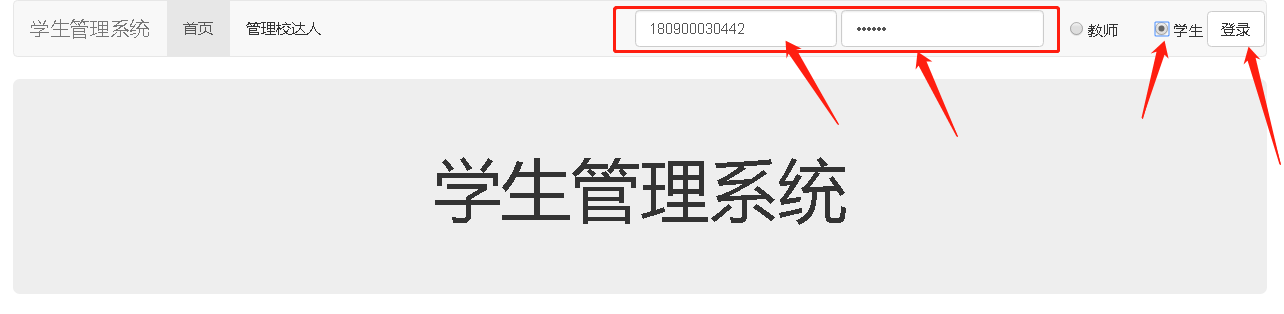 学生管理系统 首页 管理校达人 180900030442 •••••• 教师 学生 登录
学生管理系统